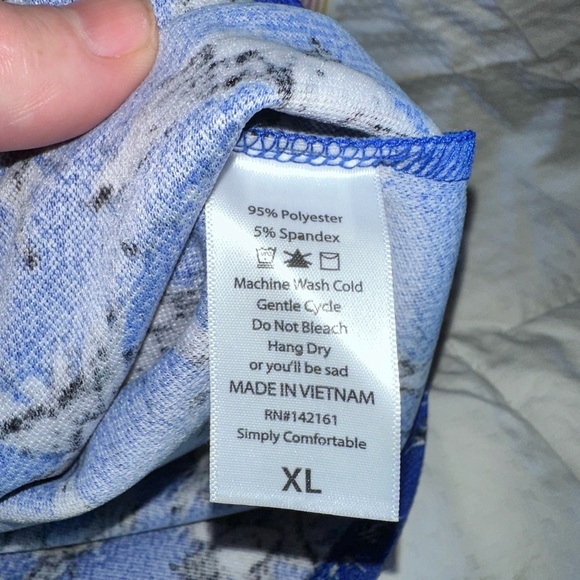 95% Polyester
5% Spandex
Machine Wash Cold
Gentle Cycle
Do Not Bleach
Hang Dry
or you'll be sad
MADE IN VIETNAM
RN#142161
Simply Comfortable
XL